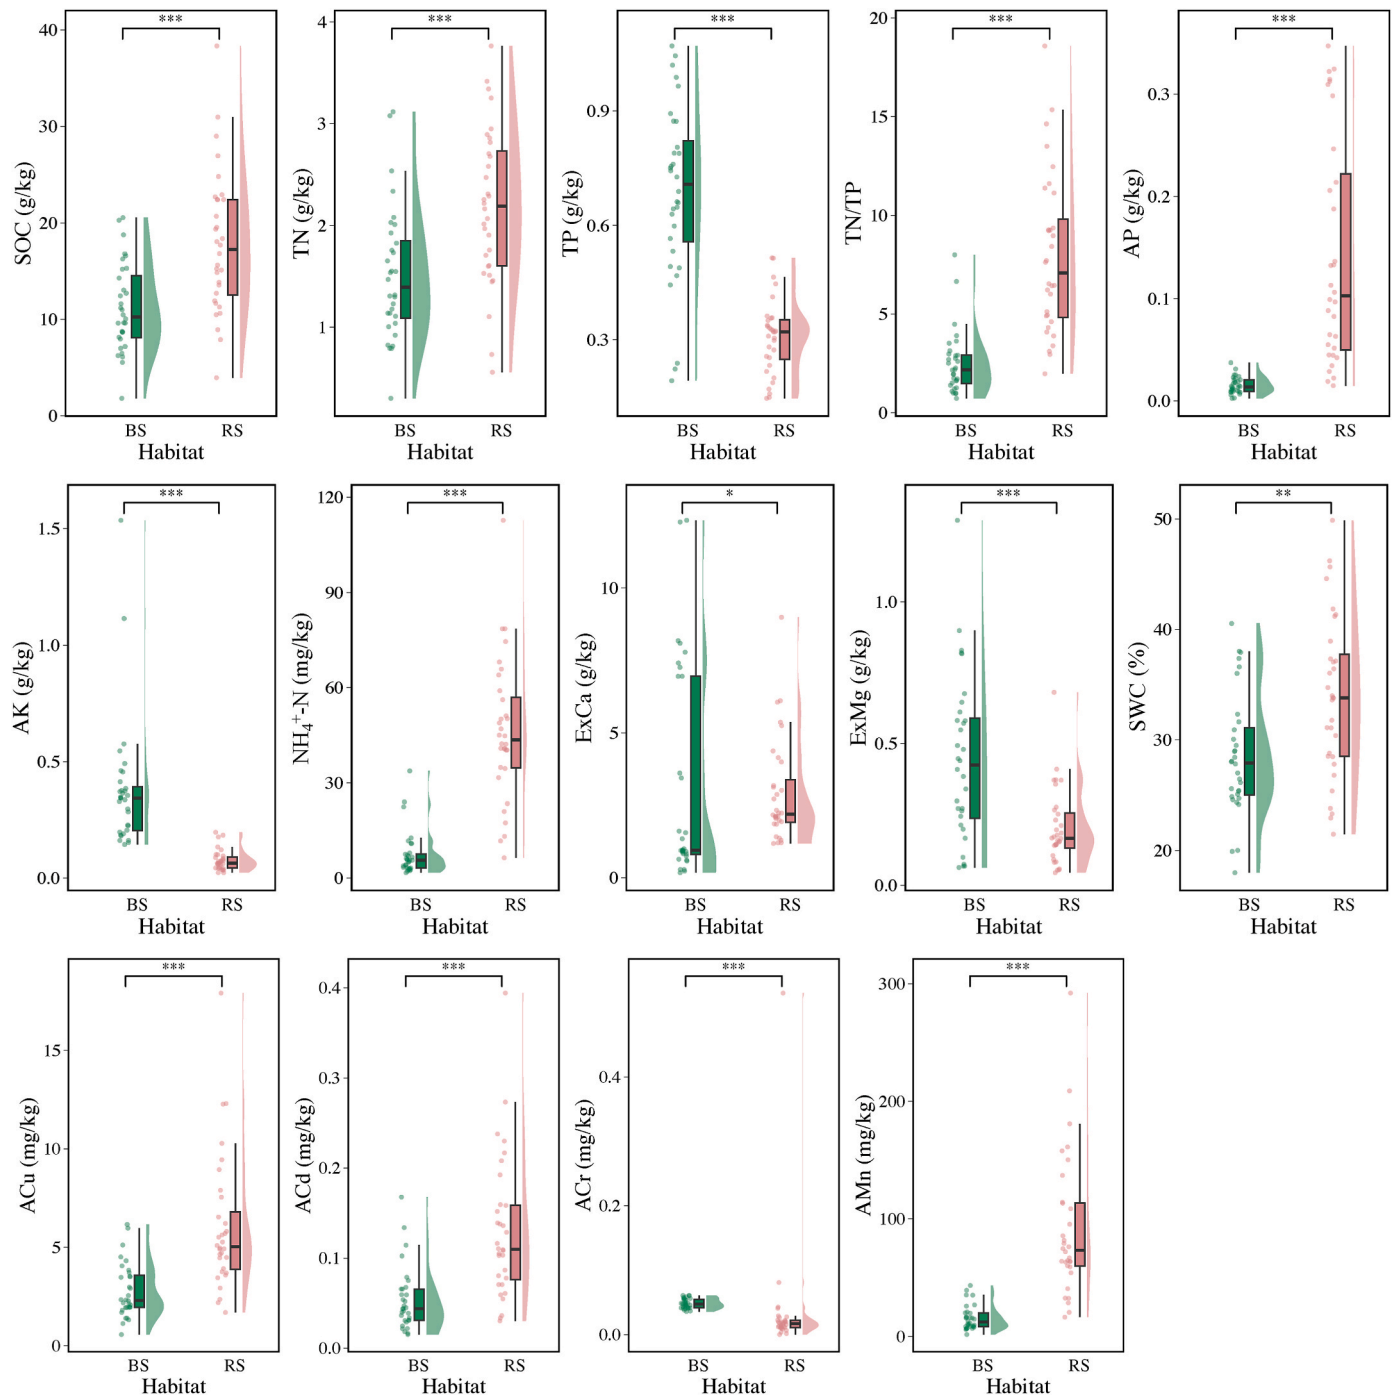 ***
SOC (g/kg)
40
30
20
10
0
BS RS
Habitat
***
TN (g/kg)
4
3
2
1
BS RS
Habitat
***
TP (g/kg)
0.9
0.6
0.3
BS RS
Habitat
***
TN/TP
20
15
10
5
0
BS RS
Habitat
***
AP (g/kg)
0.3
0.2
0.1
0.0
BS RS
Habitat
***
AK (g/kg)
1.5
1.0
0.5
0.0
BS RS
Habitat
***
NH₄⁺-N (mg/kg)
120
90
60
30
0
BS RS
Habitat
*
ExCa (g/kg)
10
5
0
BS RS
Habitat
***
ExMg (g/kg)
1.0
0.5
0.0
BS RS
Habitat
**
SWC (%)
50
40
30
20
BS RS
Habitat
***
ACu (mg/kg)
15
10
5
0
BS RS
Habitat
***
ACd (mg/kg)
0.4
0.3
0.2
0.1
0.0
BS RS
Habitat
***
ACr (mg/kg)
0.4
0.2
0.0
BS RS
Habitat
***
AMn (mg/kg)
300
200
100
0
BS RS
Habitat